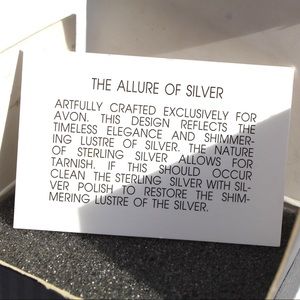 THE ALLURE OF SILVER
ARTFULLY CRAFTED EXCLUSIVELY FOR
AVON. THIS DESIGN REFLECTS THE
TIMELESS ELEGANCE AND SHIMMER-
ING LUSTRE OF SILVER. THE NATURE
OF STERLING SILVER ALLOWS FOR
TARNISH. IF THIS SHOULD OCCUR
CLEAN THE STERLING SILVER WITH SIL-
VER POLISH TO RESTORE THE SHIM-
MERING LUSTRE OF THE SILVER.